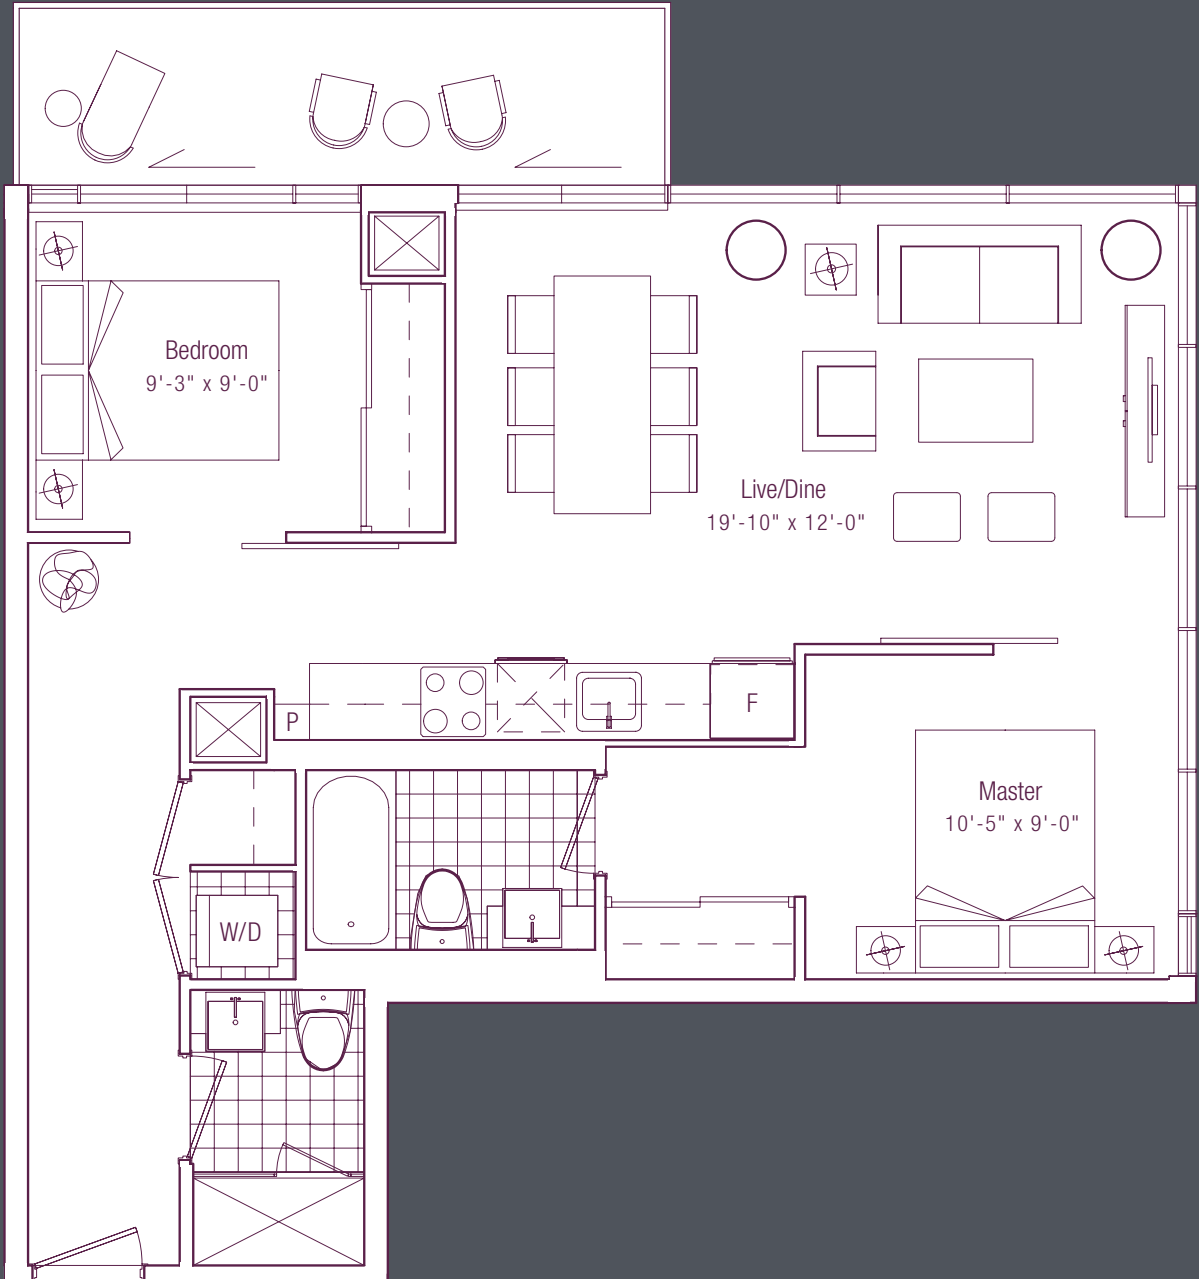 Bedroom
9'-3" x 9'-0"
Live/Dine
19'-10" x 12'-0"
P
F
Master
10'-5" x 9'-0"
W/D